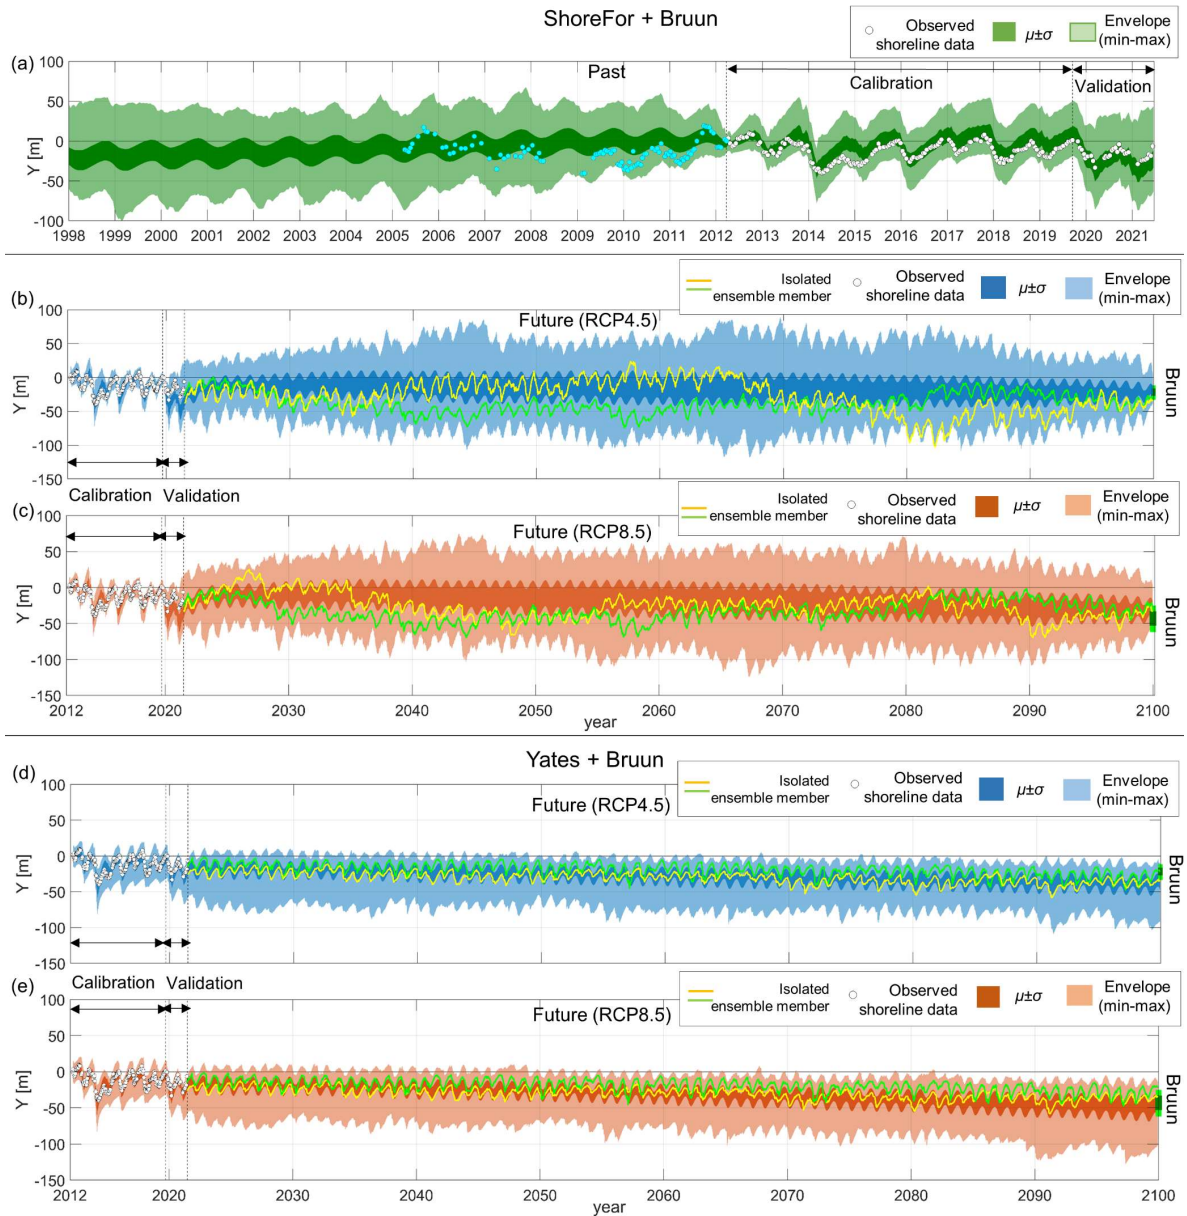 ShoreFor + Bruun
Observed
shoreline data
μ±σ
Envelope
(min-max)
(a)
Past
Calibration
Validation
Y [m]
100
50
0
-50
-100
1998 1999 2000 2001 2002 2003 2004 2005 2006 2007 2008 2009 2010 2011 2012 2013 2014 2015 2016 2017 2018 2019 2020 2021
(b)
Isolated
ensemble member
Observed
shoreline data
μ±σ
Envelope
(min-max)
Future (RCP4.5)
Y [m]
100
50
0
-50
-100
-150
Bruun
Calibration Validation
(c)
Isolated
ensemble member
Observed
shoreline data
μ±σ
Envelope
(min-max)
Future (RCP8.5)
Y [m]
100
50
0
-50
-100
-150
Bruun
2012 2020 2030 2040 2050 2060 2070 2080 2090 2100
year
Yates + Bruun
(d)
Isolated
ensemble member
Observed
shoreline data
μ±σ
Envelope
(min-max)
Future (RCP4.5)
Y [m]
100
50
0
-50
-100
-150
Bruun
Calibration Validation
(e)
Isolated
ensemble member
Observed
shoreline data
μ±σ
Envelope
(min-max)
Future (RCP8.5)
Y [m]
100
50
0
-50
-100
-150
Bruun
2012 2020 2030 2040 2050 2060 2070 2080 2090 2100
year